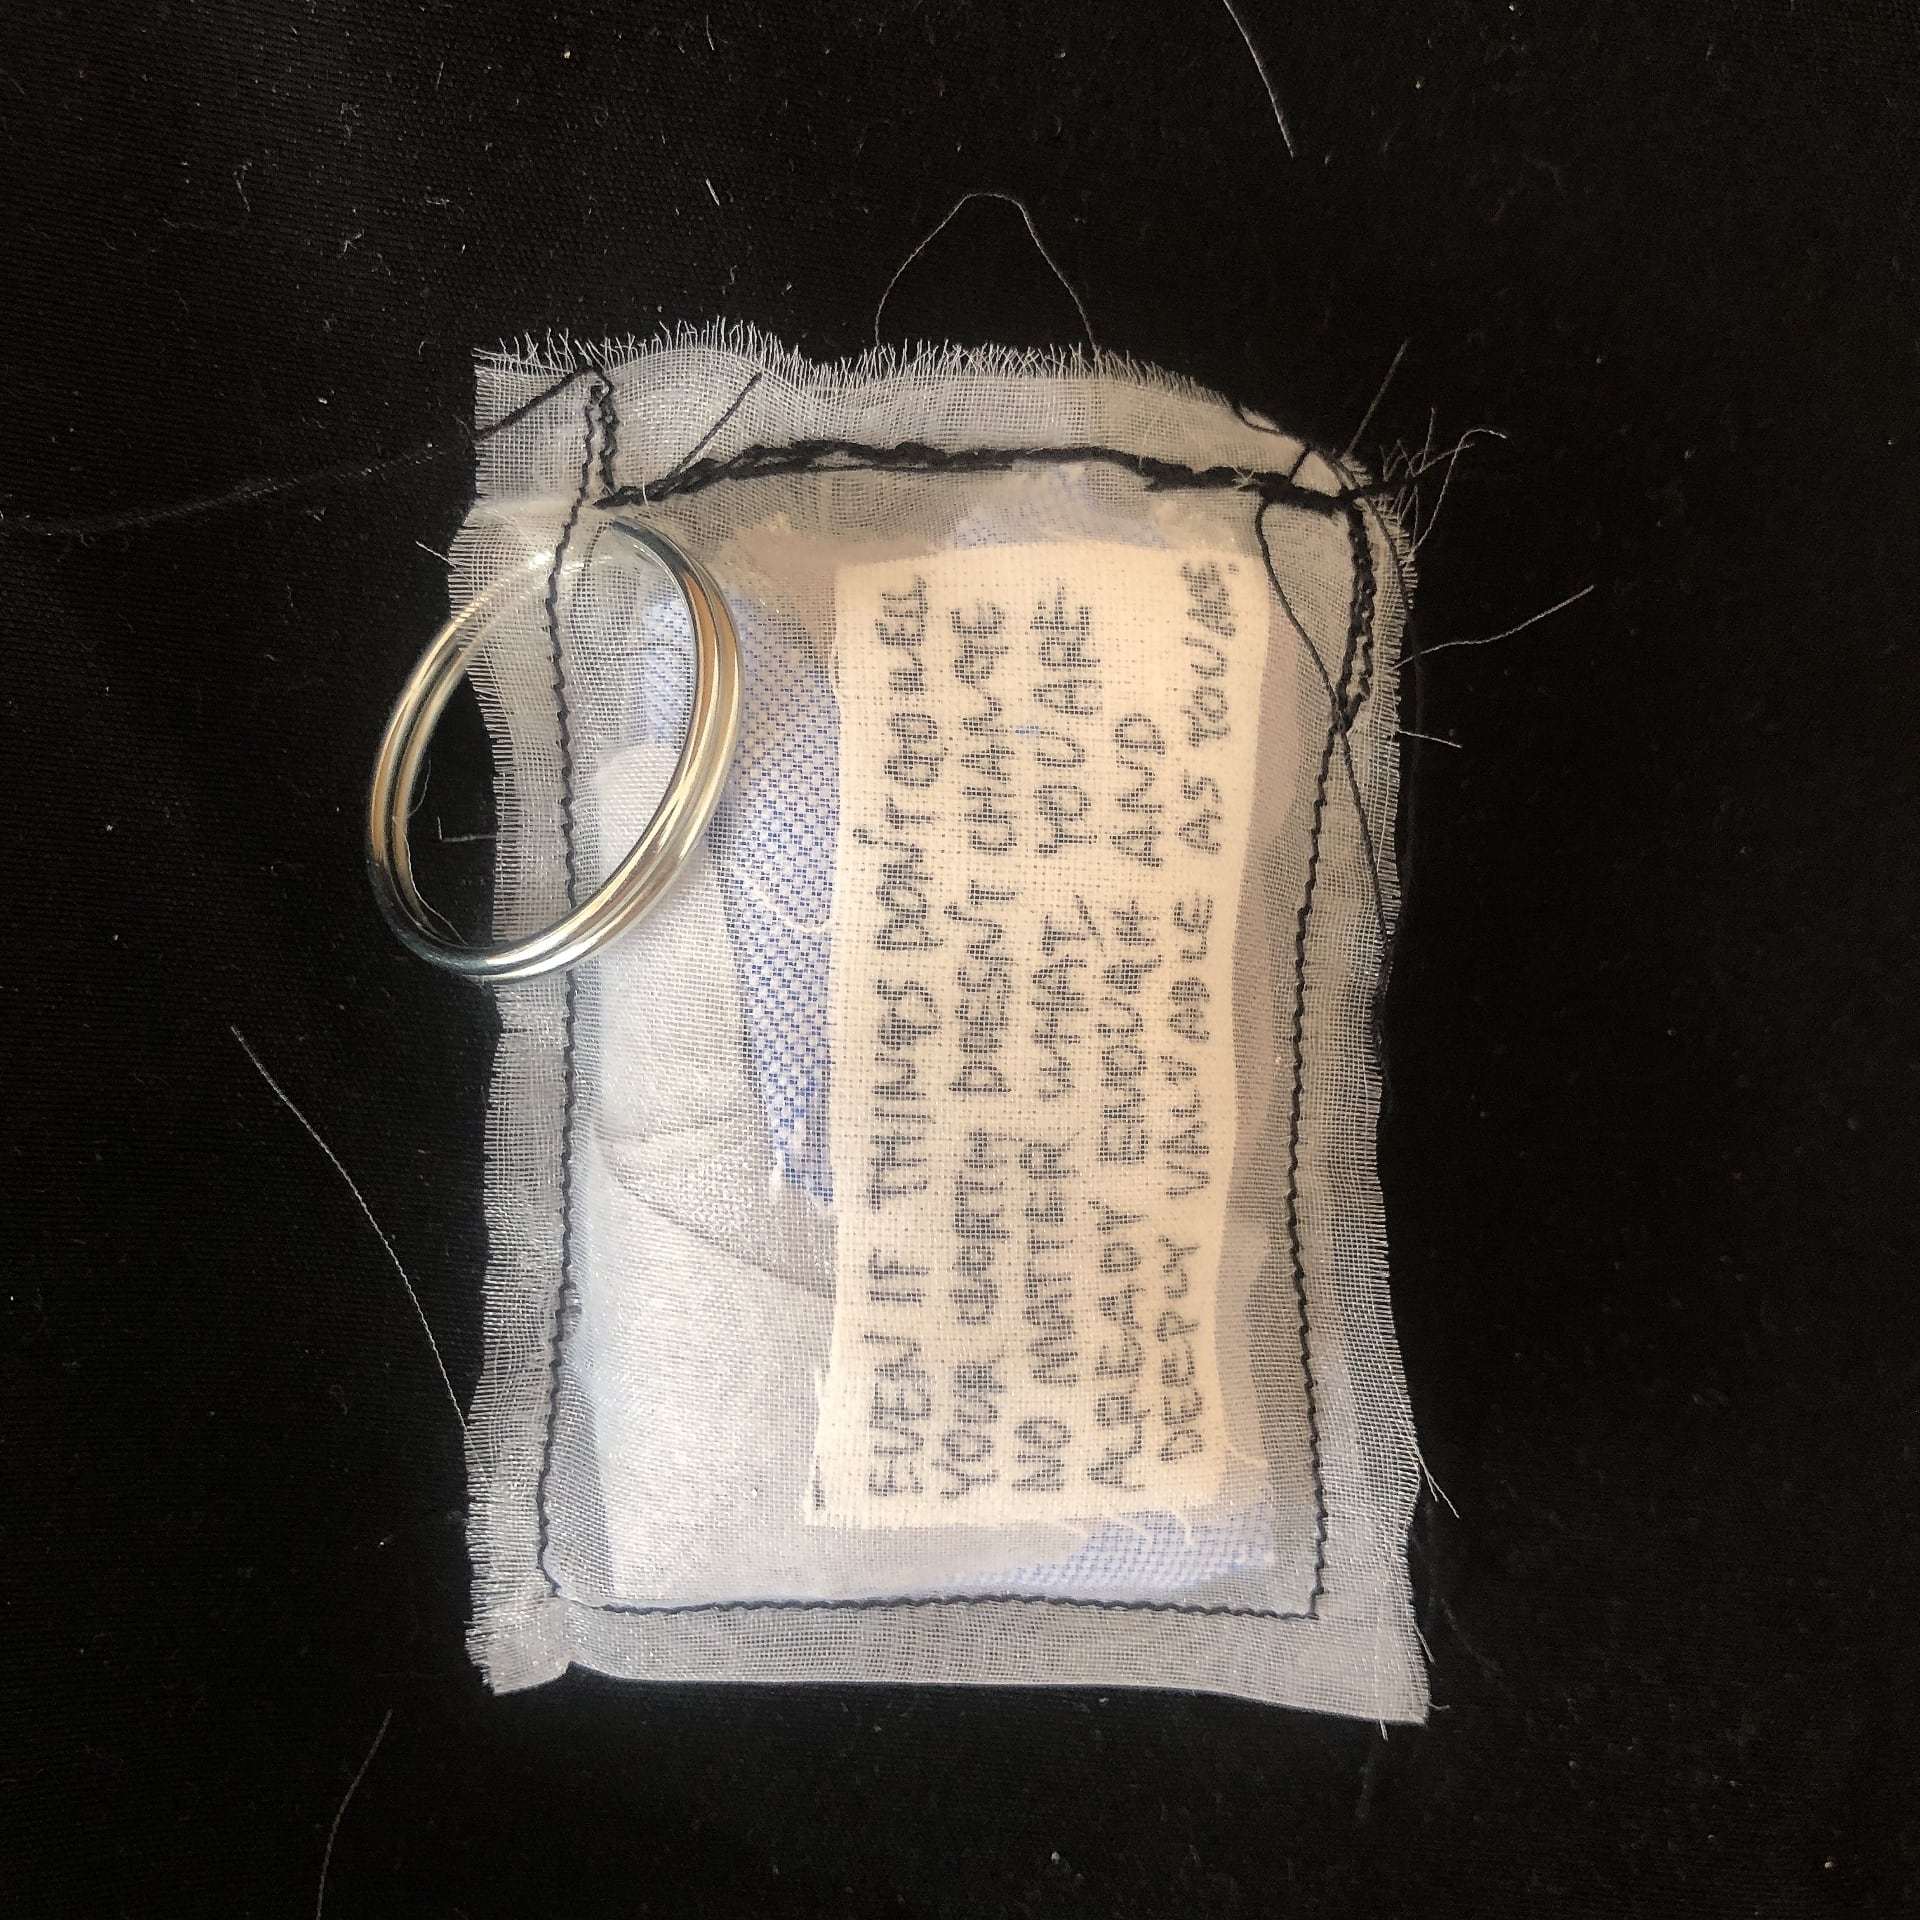 EVEN IF THINGS DON'T GO WELL
YOUR WORTH DOESNT CHANGE
NO MATTER WHAT, YOU ARE
ALREADY ENOUGH AND
DEEPLY VALUABLE AS YOU ARE.